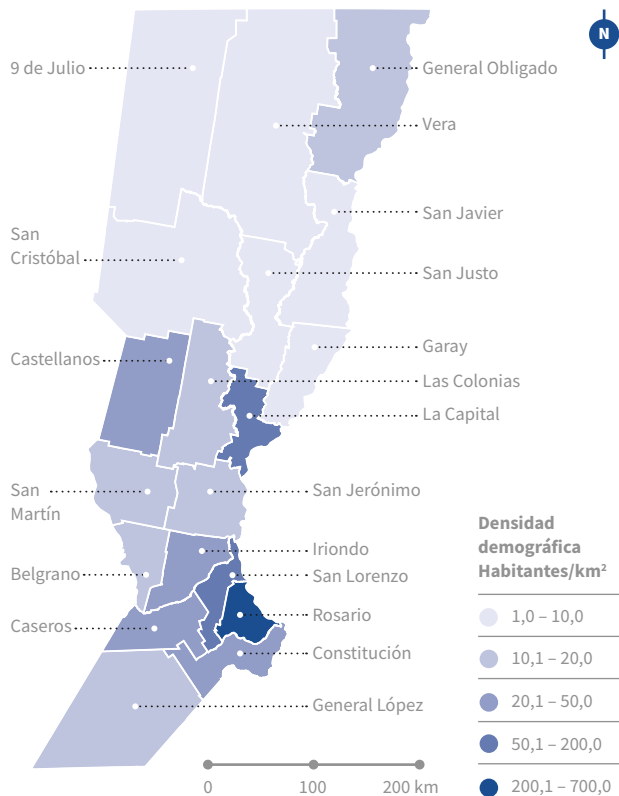 N
9 de Julio
General Obligado
Vera
San Javier
San
Cristóbal
San Justo
Garay
Castellanos
Las Colonias
La Capital
San
Martín
San Jerónimo
Iriondo
Belgrano
San Lorenzo
Rosario
Caseros
Constitución
General López
0
100
200 km
Densidad
demográfica
Habitantes/km²
1,0 – 10,0
10,1 – 20,0
20,1 – 50,0
50,1 – 200,0
200,1 – 700,0